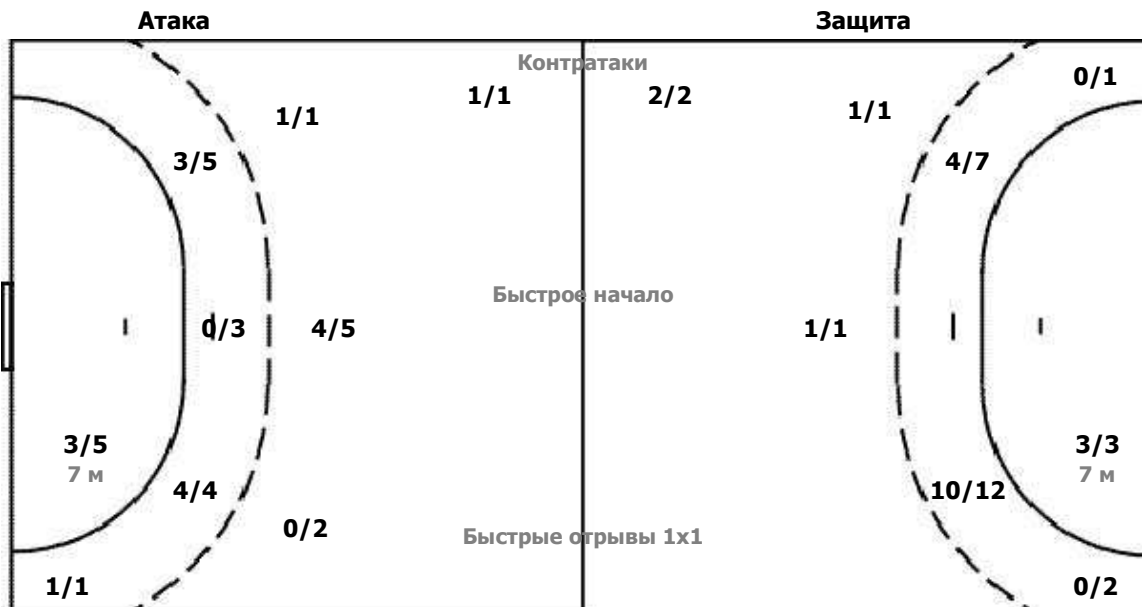 Атака Защита
Контратаки
0/1
1/1 2/2
1/1 1/1
3/5 4/7
Быстрое начало
0/3 4/5 1/1
3/5 3/3
7 м 7 м
4/4 10/12
0/2 Быстрые отрывы 1x1
1/1 0/2